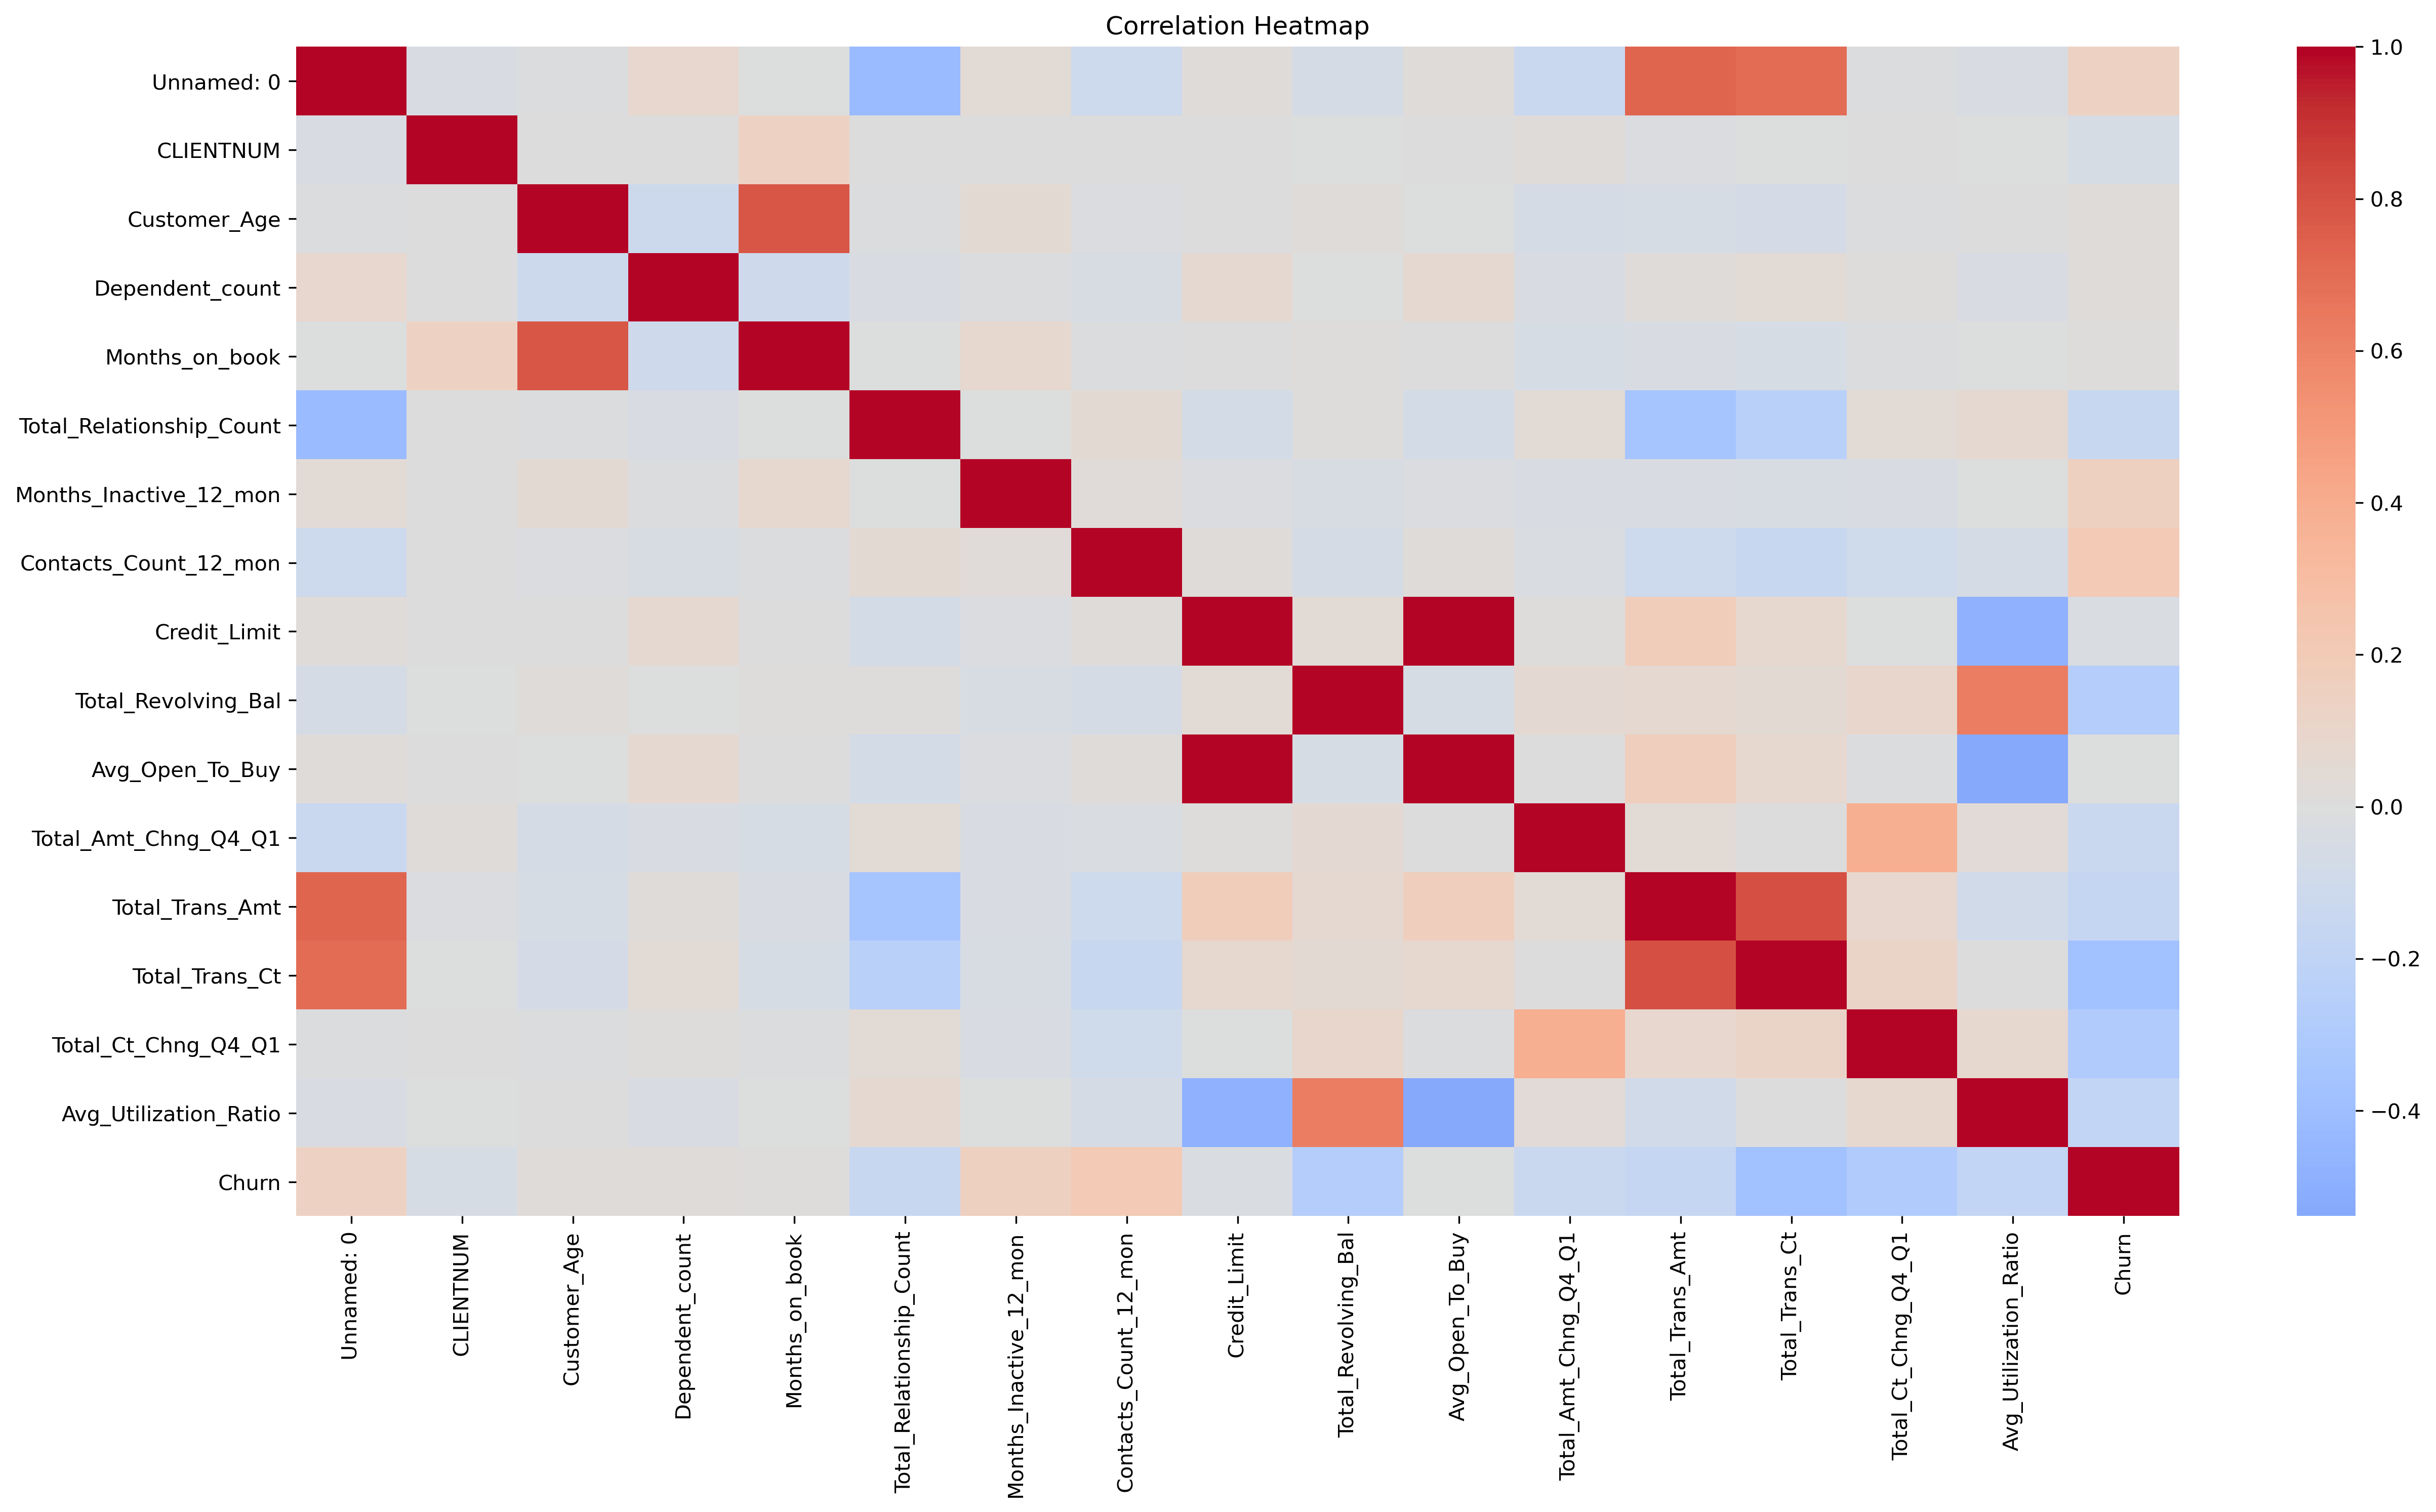 Correlation Heatmap
Unnamed: 0
CLIENTNUM
Customer_Age
Dependent_count
Months_on_book
Total_Relationship_Count
Months_Inactive_12_mon
Contacts_Count_12_mon
Credit_Limit
Total_Revolving_Bal
Avg_Open_To_Buy
Total_Amt_Chng_Q4_Q1
Total_Trans_Amt
Total_Trans_Ct
Total_Ct_Chng_Q4_Q1
Avg_Utilization_Ratio
Churn
Unnamed: 0
CLIENTNUM
Customer_Age
Dependent_count
Months_on_book
Total_Relationship_Count
Months_Inactive_12_mon
Contacts_Count_12_mon
Credit_Limit
Total_Revolving_Bal
Avg_Open_To_Buy
Total_Amt_Chng_Q4_Q1
Total_Trans_Amt
Total_Trans_Ct
Total_Ct_Chng_Q4_Q1
Avg_Utilization_Ratio
Churn
1.0
0.8
0.6
0.4
0.2
0.0
−0.2
−0.4